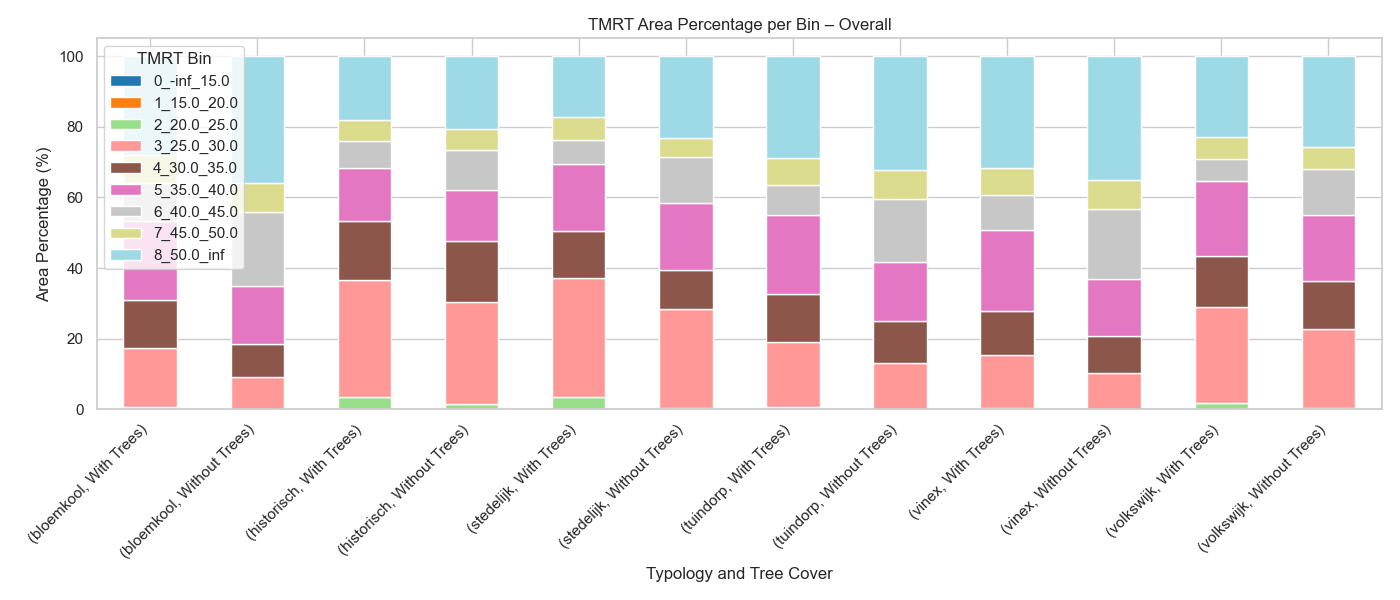 TMRT Area Percentage per Bin – Overall
100
80
60
40
20
0
Area Percentage (%)
TMRT Bin
0_-inf_15.0
1_15.0_20.0
2_20.0_25.0
3_25.0_30.0
4_30.0_35.0
5_35.0_40.0
6_40.0_45.0
7_45.0_50.0
8_50.0_inf
(bloemkool, With Trees)
(bloemkool, Without Trees)
(historisch, With Trees)
(historisch, Without Trees)
(stedelijk, With Trees)
(stedelijk, Without Trees)
(tuindorp, With Trees)
(tuindorp, Without Trees)
(vinex, With Trees)
(vinex, Without Trees)
(volkswijk, With Trees)
(volkswijk, Without Trees)
Typology and Tree Cover